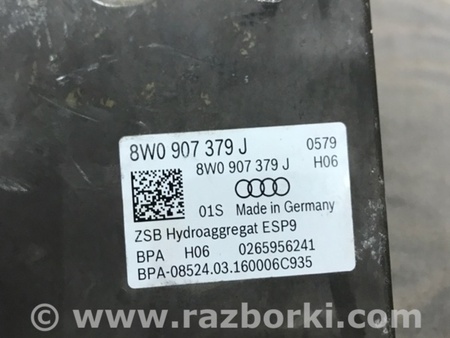 8W0 907 379 J 0579
8W0 907 379 J H06
01S Made in Germany
ZSB Hydroaggregat ESP9
BPA H06 0265956241
BPA-08524.03.160006C935
© www.razborki.com